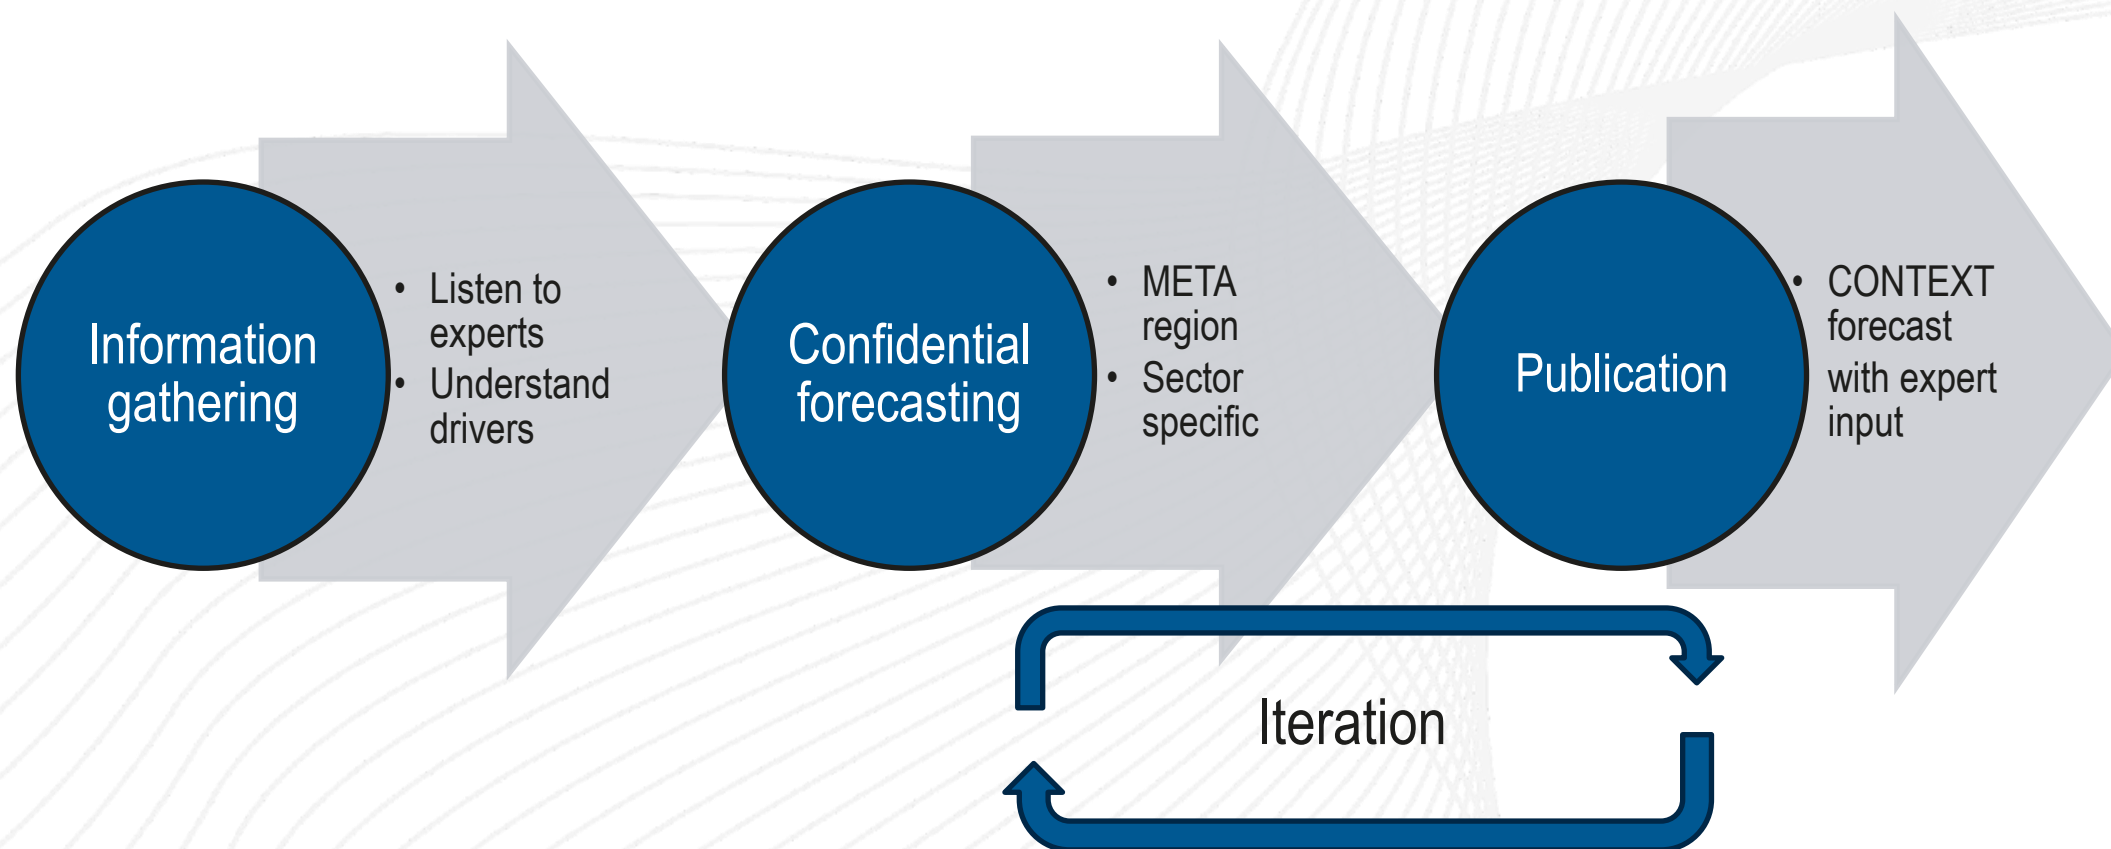 Information
gathering
• Listen to
experts
• Understand
drivers
Confidential
forecasting
• META
region
• Sector
specific
Publication
• CONTEXT
forecast
with expert
input
Iteration